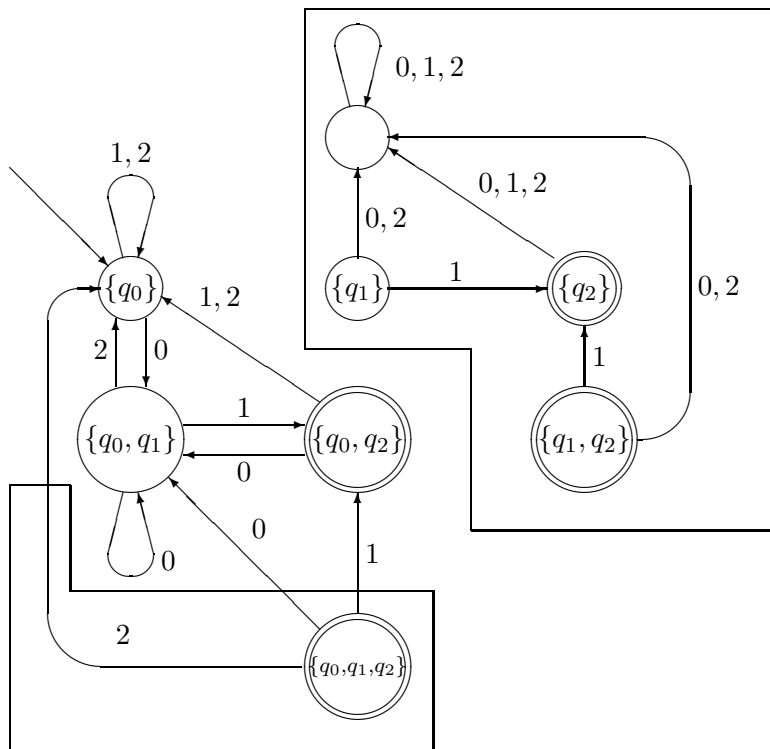 0, 1, 2
1, 2
0, 1, 2
0, 2
{q₀}
{q₁}
1
{q₂}
0, 2
1, 2
2
0
1
{q₀, q₁}
1
{q₀, q₂}
{q₁, q₂}
0
0
0
1
2
{q₀,q₁,q₂}